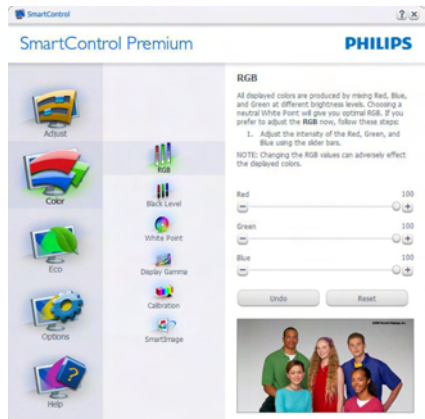 SmartControl
SmartControl Premium
PHILIPS
Adjust
Color
Eco
Options
Help
RGB
Black Level
White Point
Display Gamma
Calibration
SmartImage
RGB
All displayed colors are produced by mixing Red, Blue,
and Green at different brightness levels. Choosing a
neutral White Point will give you optimal RGB. If you
prefer to adjust the RGB now, follow these steps:
1. Adjust the intensity of the Red, Green, and
Blue using the slider bars.
NOTE: Changing the RGB values can adversely effect
the displayed colors.
Red 100
Green 100
Blue 100
Undo Reset